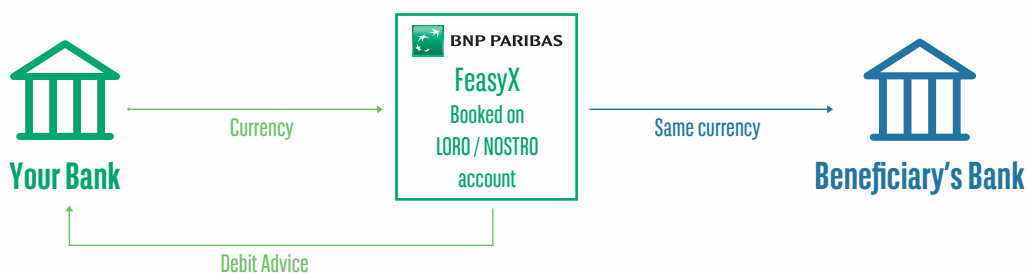 BNP PARIBAS
FeasyX
Booked on
LORO / NOSTRO
account
Currency
Same currency
Your Bank
Beneficiary's Bank
Debit Advice